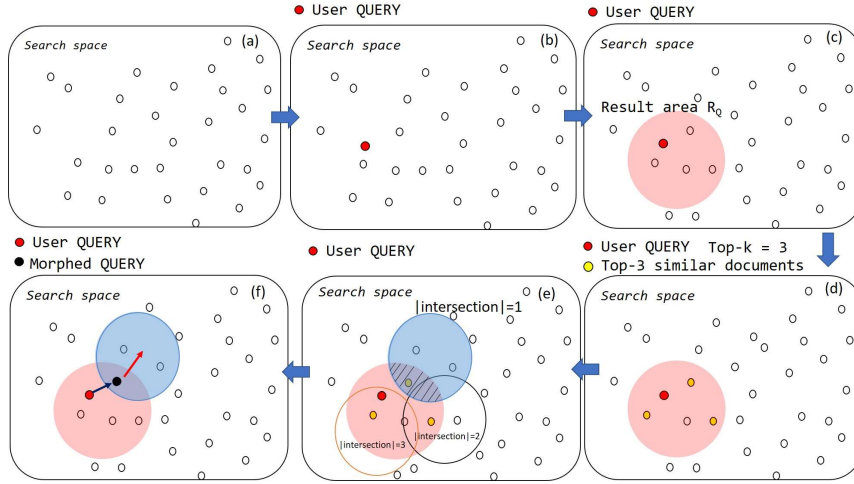 User QUERY
User QUERY
Search space
(a)
Search space
(b)
Search space
(c)
Result area R_Q
User QUERY
Morphed QUERY
User QUERY
User QUERY Top-k = 3
Top-3 similar documents
Search space
(f)
Search space
(e)
|intersection|=1
|intersection|=3
|intersection|=2
Search space
(d)